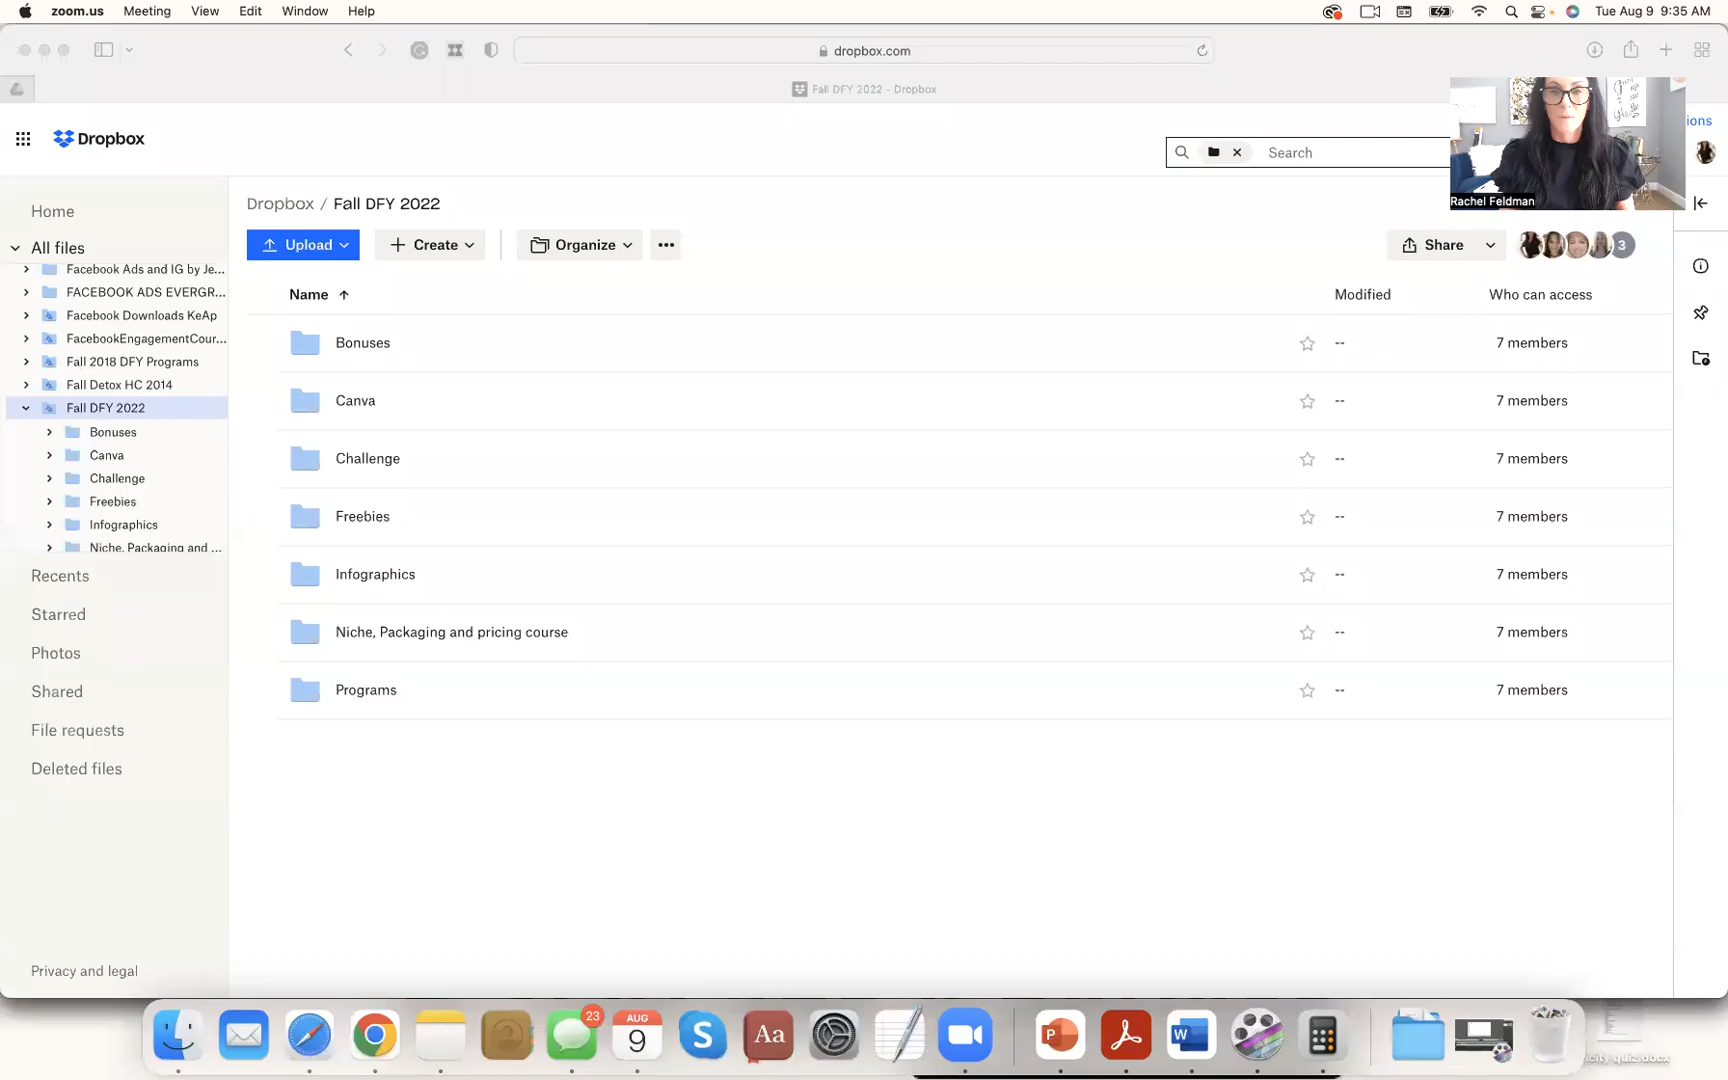 zoom.us Meeting View Edit Window Help
Tue Aug 9 9:35 AM
dropbox.com
Fall DFY 2022 - Dropbox
Dropbox
Search
ions
Rachel Feldman
Home
All files
Facebook Ads and IG by Je...
FACEBOOK ADS EVERGR...
Facebook Downloads KeAp
FacebookEngagementCour...
Fall 2018 DFY Programs
Fall Detox HC 2014
Fall DFY 2022
Bonuses
Canva
Challenge
Freebies
Infographics
Niche, Packaging and ...
Recents
Starred
Photos
Shared
File requests
Deleted files
Privacy and legal
Dropbox / Fall DFY 2022
Upload Create Organize ••• Share 3
Name Modified Who can access
Bonuses -- 7 members
Canva -- 7 members
Challenge -- 7 members
Freebies -- 7 members
Infographics -- 7 members
Niche, Packaging and pricing course -- 7 members
Programs -- 7 members
23
AUG
9
S
Aa
P
W
city-quiz.docx